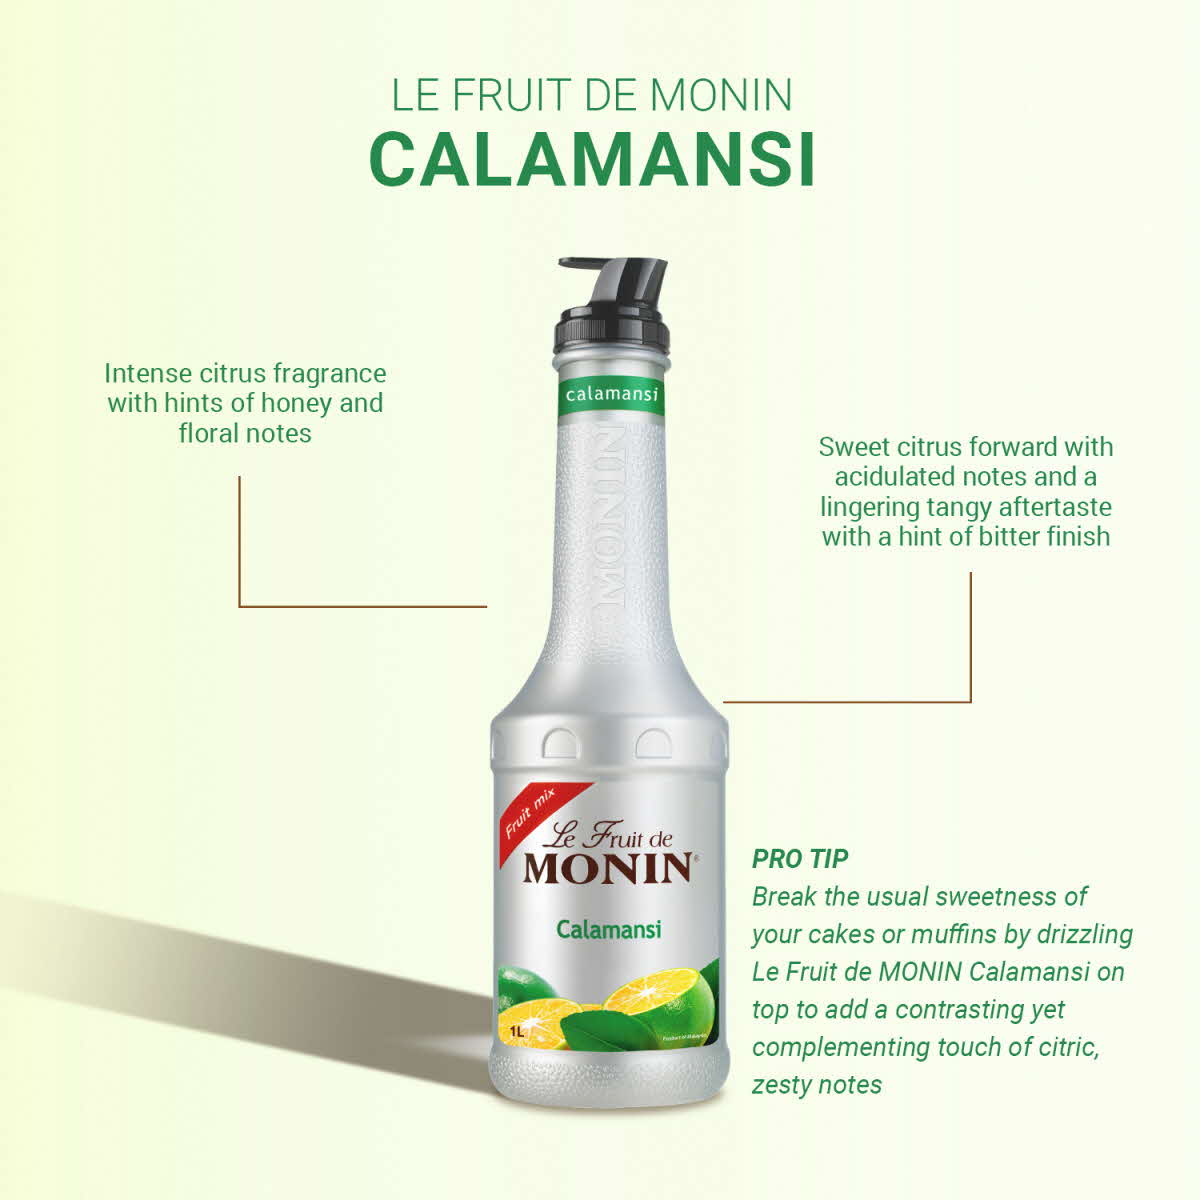 LE FRUIT DE MONIN
CALAMANSI
Intense citrus fragrance
with hints of honey and
floral notes
Sweet citrus forward with
acidulated notes and a
lingering tangy aftertaste
with a hint of bitter finish
calamansi
MONIN
Fruit mix
Le Fruit de
MONIN®
Calamansi
1L
Product of Malaysia
PRO TIP
Break the usual sweetness of
your cakes or muffins by drizzling
Le Fruit de MONIN Calamansi on
top to add a contrasting yet
complementing touch of citric,
zesty notes